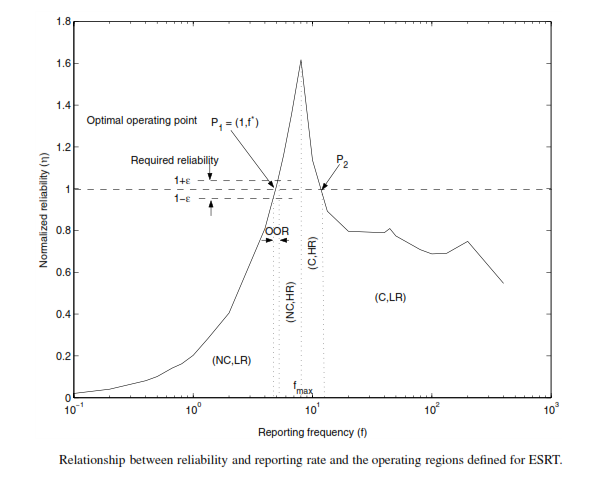 1.8
1.6
1.4
1.2
1
0.8
0.6
0.4
0.2
0
Normalized reliability (η)
Optimal operating point
P1 = (1,f*)
Required reliability
1+ε
1−ε
P2
OOR
(C,HR)
(NC,HR)
(C,LR)
(NC,LR)
fmax
10^-1
10^0
10^1
10^2
10^3
Reporting frequency (f)
Relationship between reliability and reporting rate and the operating regions defined for ESRT.